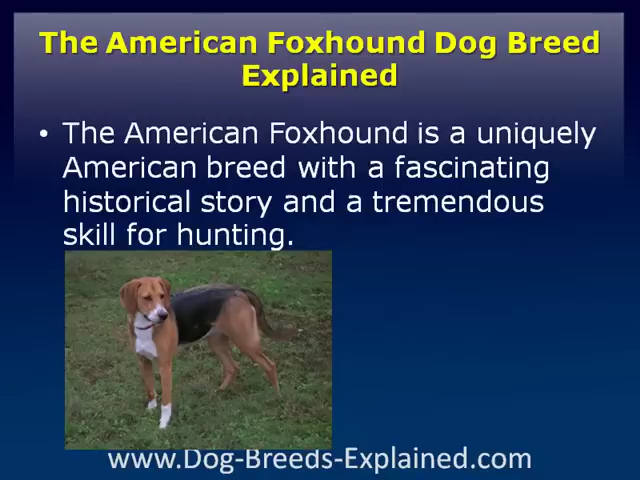 The American Foxhound Dog Breed
Explained
• The American Foxhound is a uniquely
American breed with a fascinating
historical story and a tremendous
skill for hunting.
www.Dog-Breeds-Explained.com